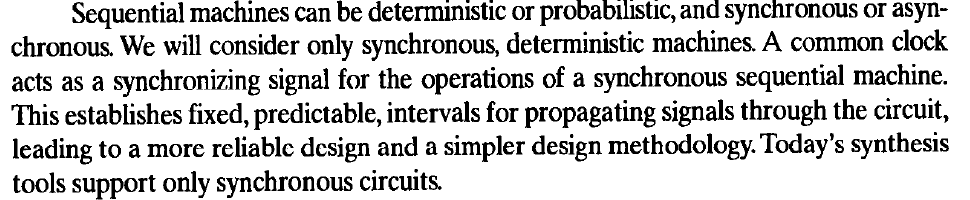 Sequential machines can be deterministic or probabilistic, and synchronous or asyn-
chronous. We will consider only synchronous, deterministic machines. A common clock
acts as a synchronizing signal for the operations of a synchronous sequential machine.
This establishes fixed, predictable, intervals for propagating signals through the circuit,
leading to a more reliable design and a simpler design methodology. Today's synthesis
tools support only synchronous circuits.